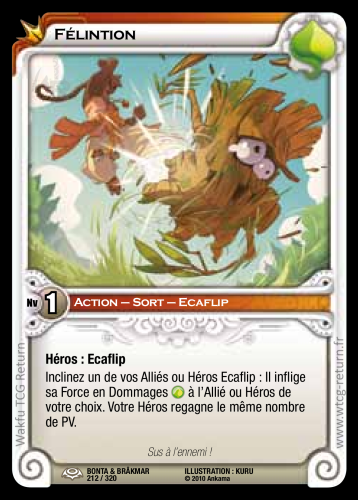 Félintion
Nv 1 Action – Sort – Ecaflip
Héros : Ecaflip
Inclinez un de vos Alliés ou Héros Ecaflip : Il inflige
sa Force en Dommages à l'Allié ou Héros de
votre choix. Votre Héros regagne le même nombre
de PV.
Sus à l'ennemi !
BONTA & BRÂKMAR
212 / 320
ILLUSTRATION : KURU
© 2010 Ankama
Wakfu TCG Return
www.wtcg-return.fr